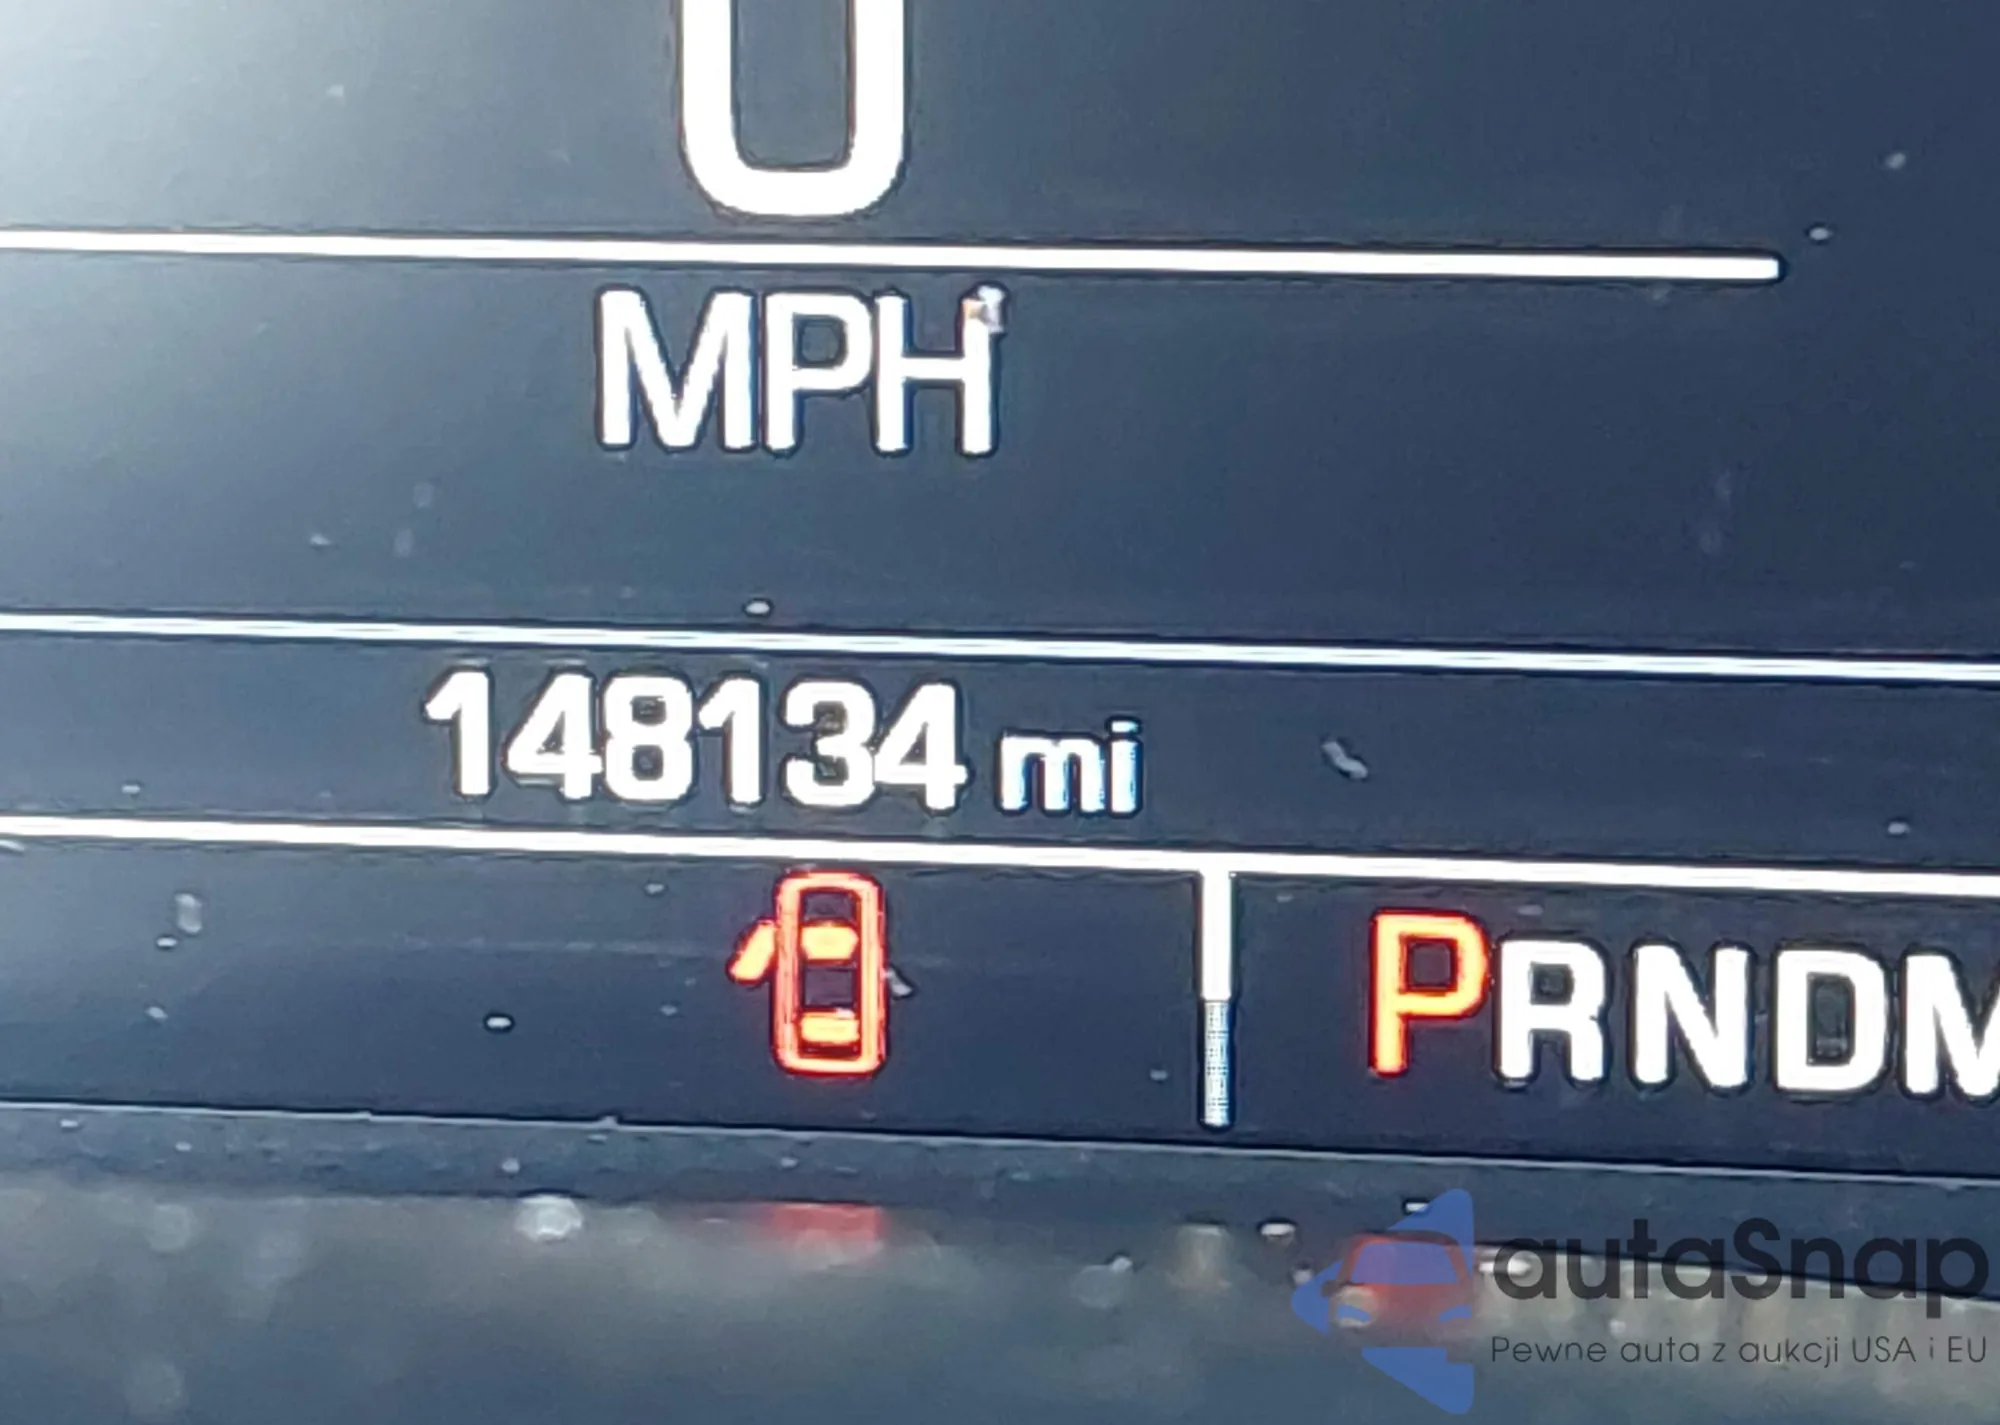 0
MPH
148134 mi
PRNDM
autaSnap
Pewne auta z aukcji USA i EU